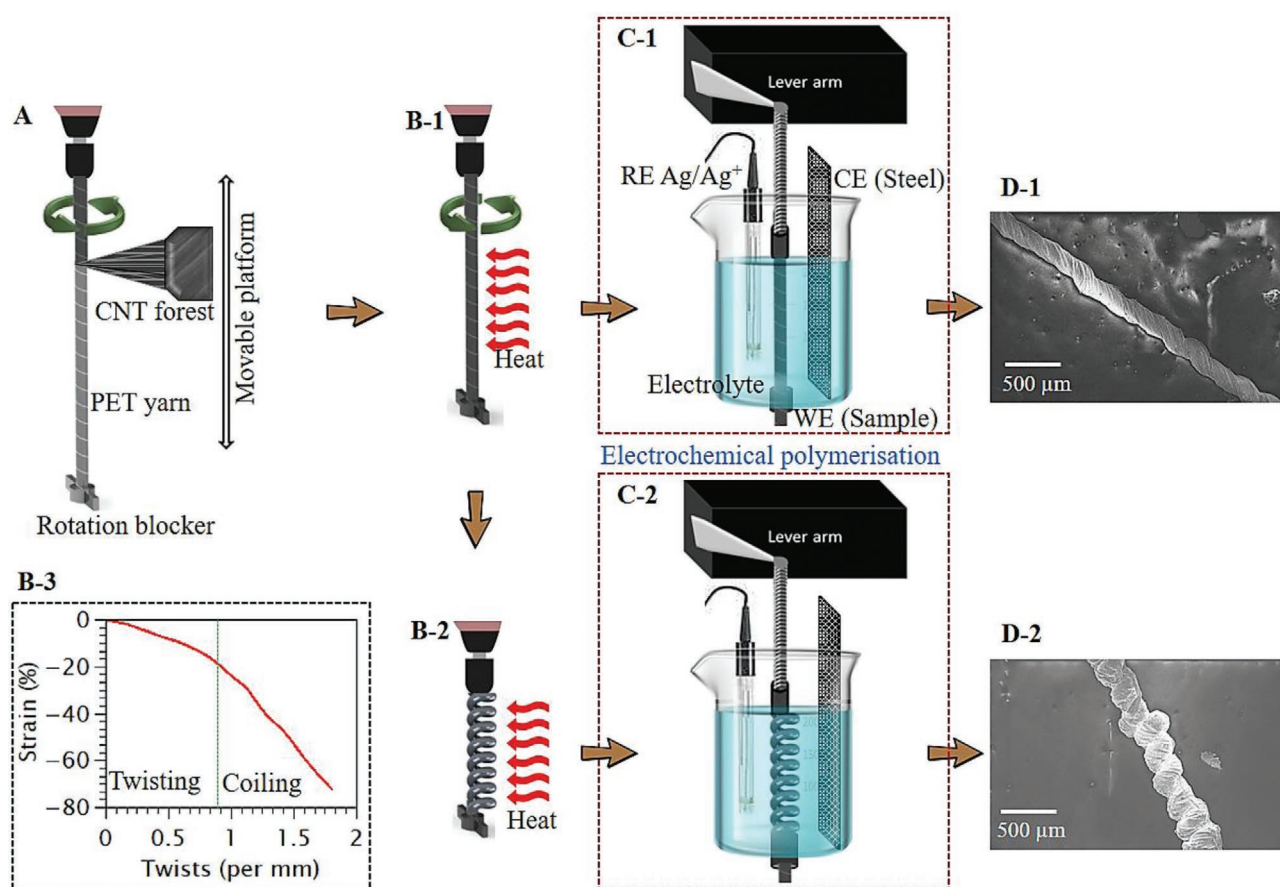 A
CNT forest
PET yarn
Movable platform
Rotation blocker
B-1
Heat
C-1
Lever arm
RE Ag/Ag⁺
CE (Steel)
Electrolyte
WE (Sample)
Electrochemical polymerisation
D-1
500 µm
B-3
Strain (%)
0
−20
−40
−60
−80
Twisting
Coiling
0
0.5
1
1.5
2
Twists (per mm)
B-2
Heat
C-2
Lever arm
D-2
500 µm